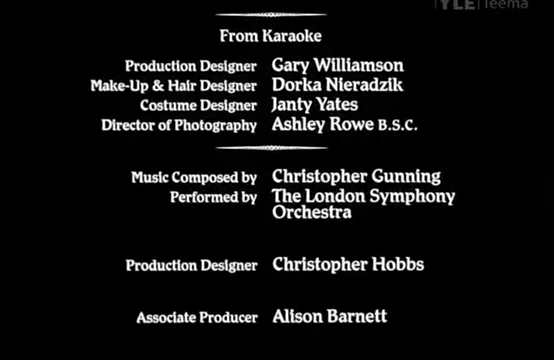 YLE Teema
From Karaoke
Production Designer Gary Williamson
Make-Up & Hair Designer Dorka Nieradzik
Costume Designer Janty Yates
Director of Photography Ashley Rowe B.S.C.
Music Composed by Christopher Gunning
Performed by The London Symphony
Orchestra
Production Designer Christopher Hobbs
Associate Producer Alison Barnett